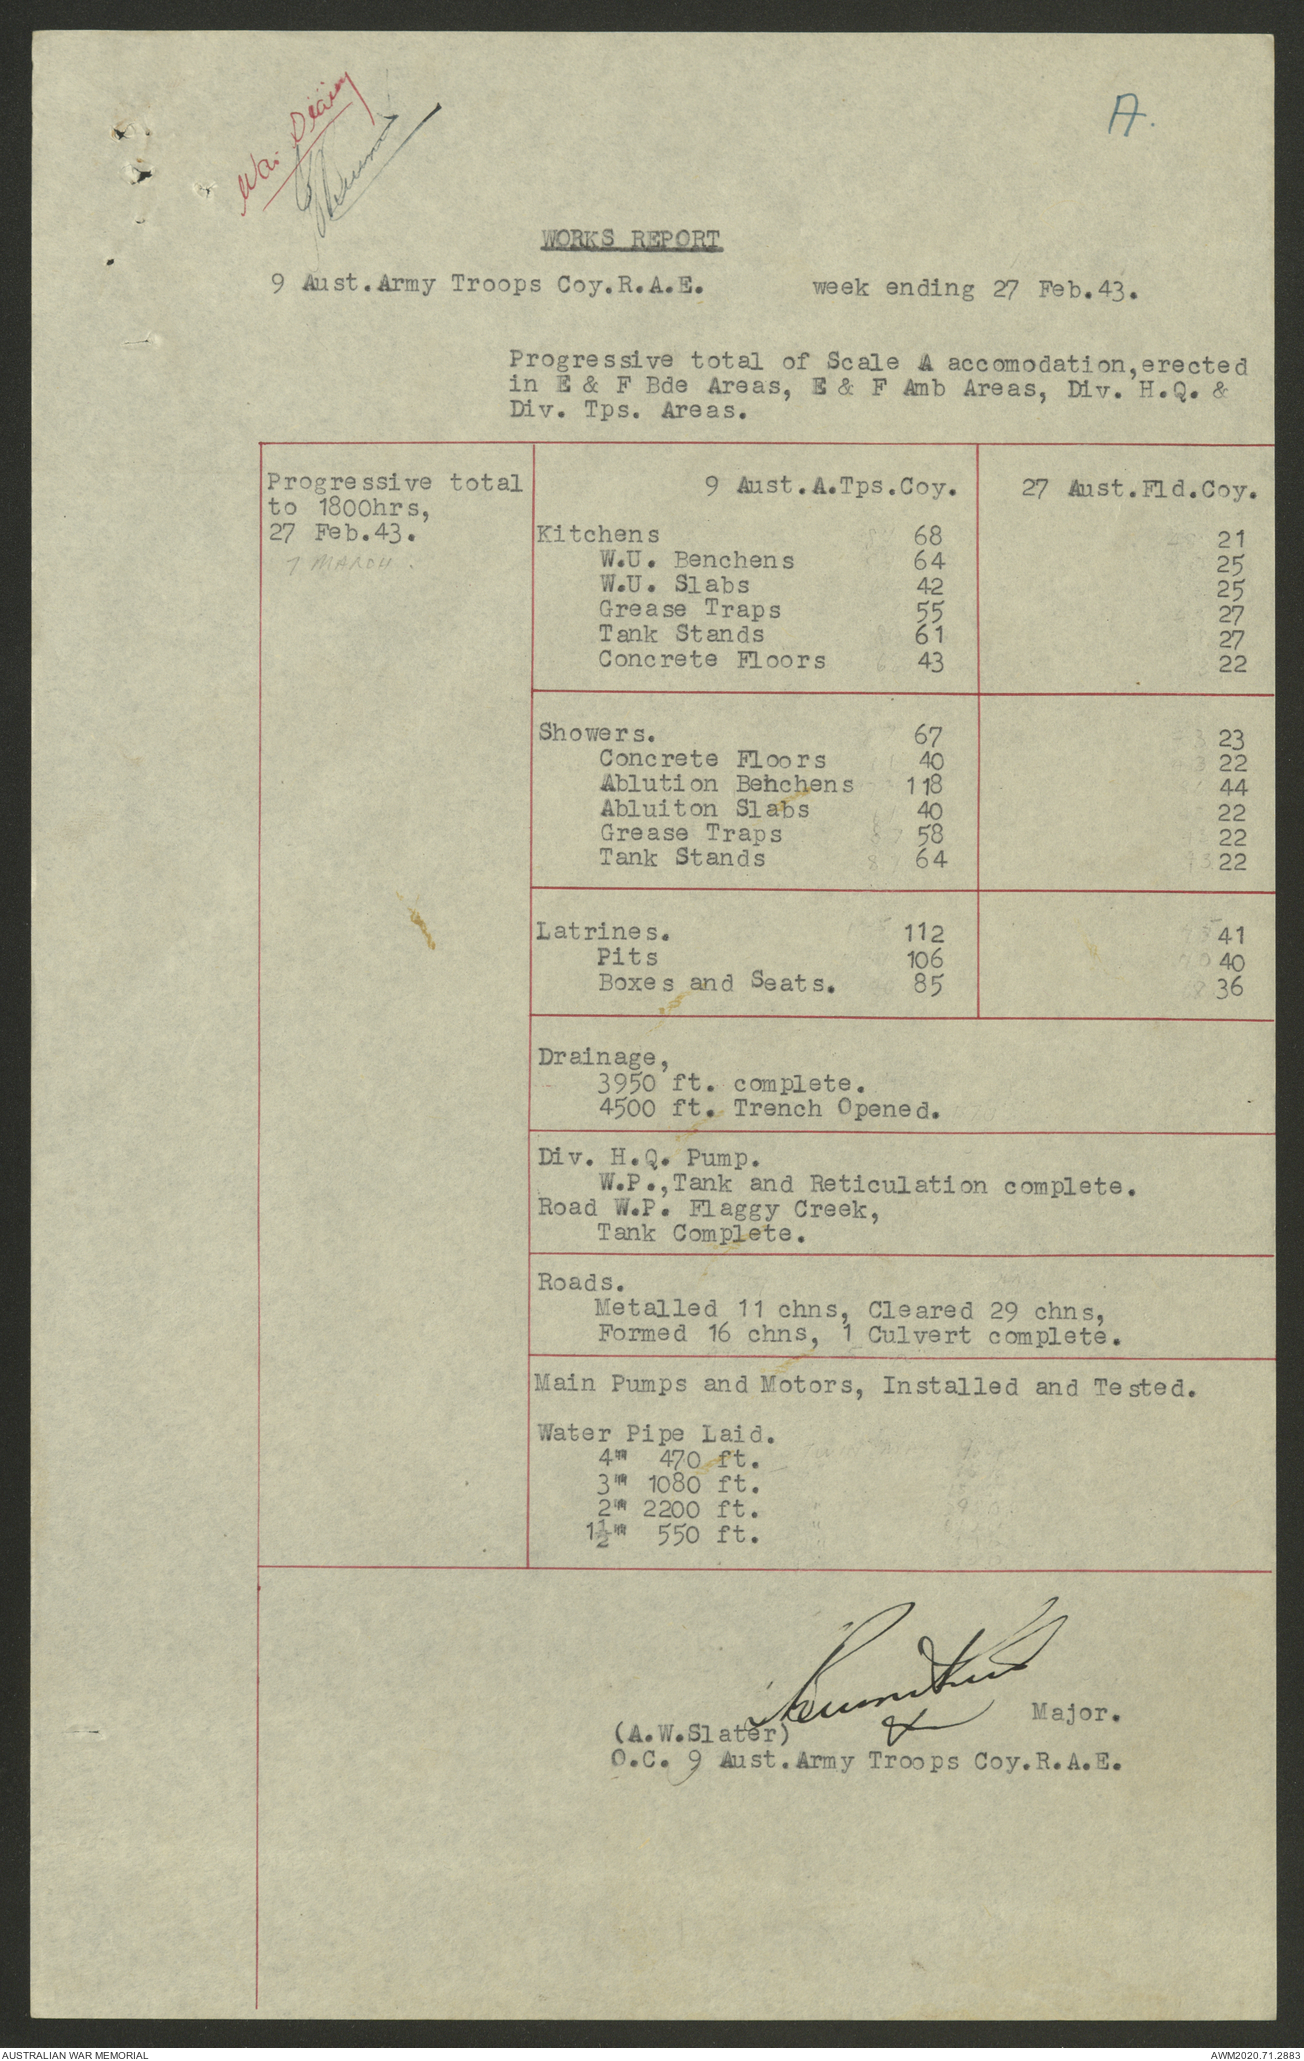 War Diary
A.
WORKS REPORT
9 Aust.Army Troops Coy.R.A.E. week ending 27 Feb.43.
Progressive total of Scale A accomodation,erected
in E & F Bde Areas, E & F Amb Areas, Div. H.Q. &
Div. Tps. Areas.
Progressive total
to 1800hrs,
27 Feb.43.
7 MARCH.
9 Aust.A.Tps.Coy. 27 Aust.Fld.Coy.
Kitchens 68 21
W.U. Benchens 64 25
W.U. Slabs 42 25
Grease Traps 55 27
Tank Stands 61 27
Concrete Floors 43 22
Showers. 67 23
Concrete Floors 40 22
Ablution Behchens 118 44
Abluiton Slabs 40 22
Grease Traps 58 22
Tank Stands 64 22
Latrines. 112 41
Pits 106 40
Boxes and Seats. 85 36
Drainage,
3950 ft. complete.
4500 ft. Trench Opened.
Div. H.Q. Pump.
W.P.,Tank and Reticulation complete.
Road W.P. Flaggy Creek,
Tank Complete.
Roads.
Metalled 11 chns, Cleared 29 chns,
Formed 16 chns, 1 Culvert complete.
Main Pumps and Motors, Installed and Tested.
Water Pipe Laid.
4" 470 ft.
3" 1080 ft.
2" 2200 ft.
1½" 550 ft.
Major.
(A.W.Slater)
O.C. 9 Aust.Army Troops Coy.R.A.E.
AUSTRALIAN WAR MEMORIAL AWM2020.71.2883